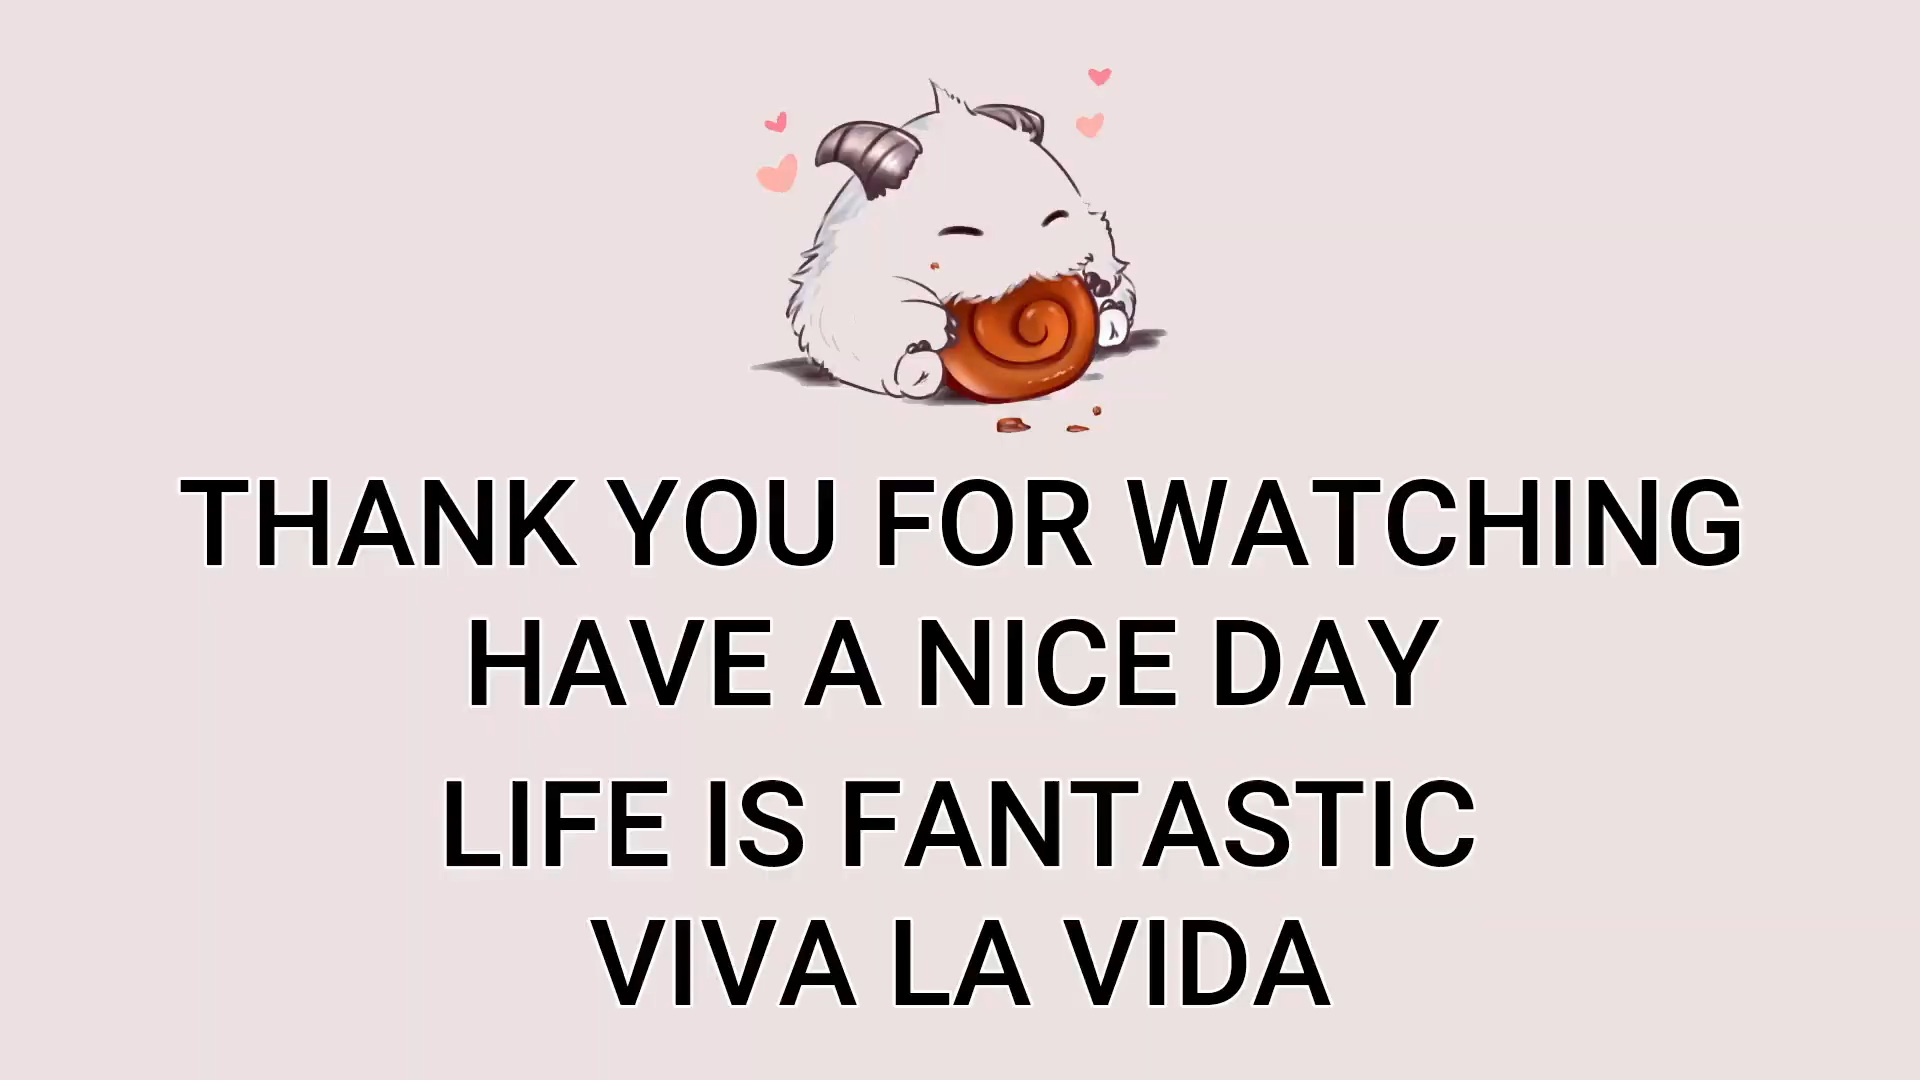 THANK YOU FOR WATCHING
HAVE A NICE DAY
LIFE IS FANTASTIC
VIVA LA VIDA